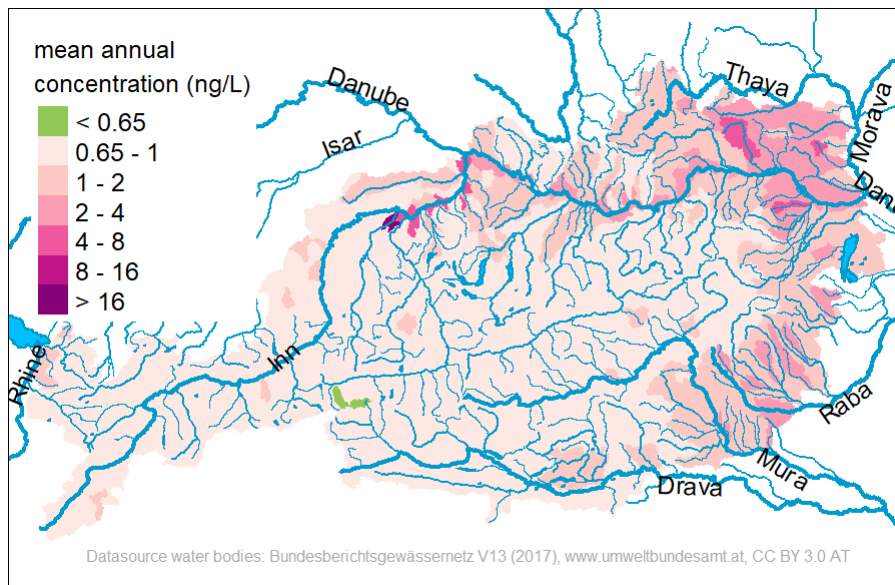 mean annual
concentration (ng/L)
< 0.65
0.65 - 1
1 - 2
2 - 4
4 - 8
8 - 16
> 16
Danube
Isar
Thaya
Morava
Danu
Rhine
Inn
Raba
Mura
Drava
Datasource water bodies: Bundesberichtsgewässernetz V13 (2017), www.umweltbundesamt.at, CC BY 3.0 AT